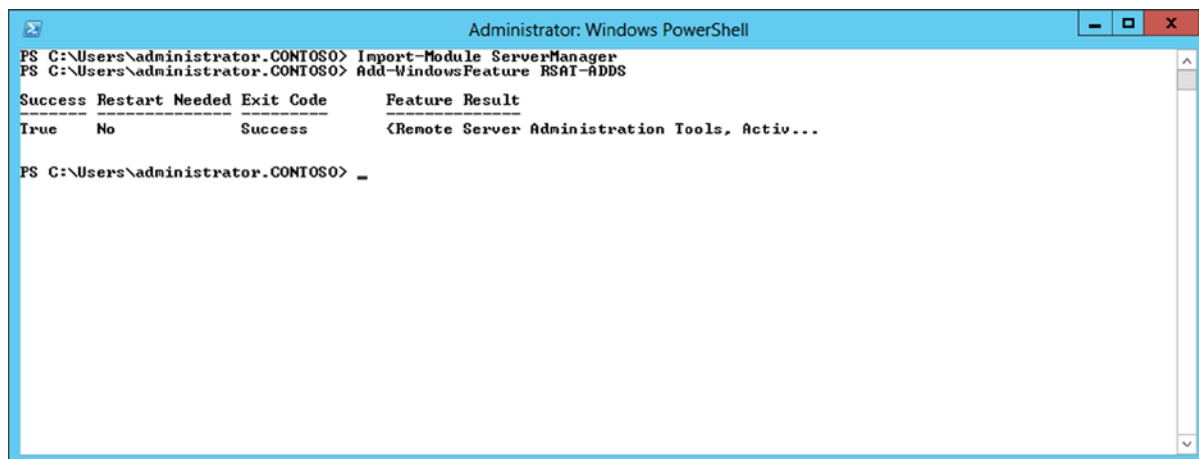 Administrator: Windows PowerShell
PS C:\Users\administrator.CONTOSO> Import-Module ServerManager
PS C:\Users\administrator.CONTOSO> Add-WindowsFeature RSAT-ADDS
Success Restart Needed Exit Code      Feature Result
------- -------------- ---------      --------------
True    No             Success        {Remote Server Administration Tools, Activ...
PS C:\Users\administrator.CONTOSO> _